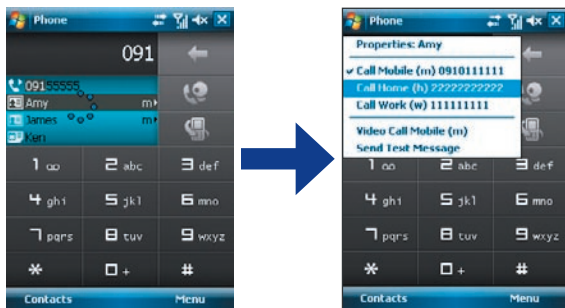 Phone
091
09155555
Amy m
James m
Ken
1 2 abc 3 def
4 ghi 5 jkl 6 mno
7 pqrs 8 tuv 9 wxyz
* 0 + #
Contacts Menu
Phone
Properties: Amy
Call Mobile (m) 0910111111
Call Home (h) 22222222222
Call Work (w) 111111111
Video Call Mobile (m)
Send Text Message
1 2 abc 3 def
4 ghi 5 jkl 6 mno
7 pqrs 8 tuv 9 wxyz
* 0 + #
Contacts Menu